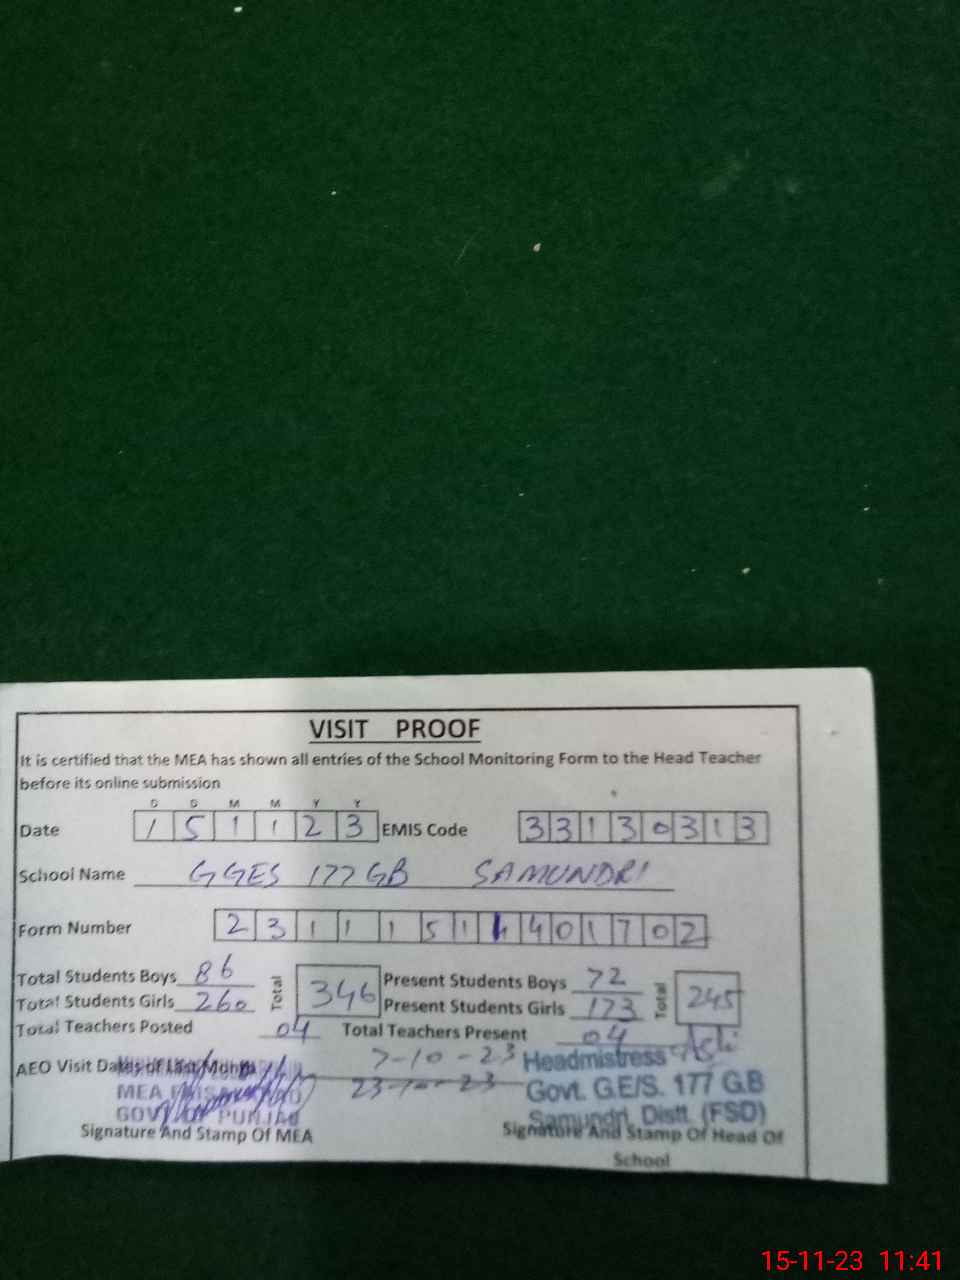 VISIT PROOF
It is certified that the MEA has shown all entries of the School Monitoring Form to the Head Teacher
before its online submission
D D M M Y Y
Date 1 5 1 1 2 3 EMIS Code 3 3 1 3 0 3 1 3
School Name GGES 177 GB SAMUNDRI
Form Number 2 3 1 1 1 5 1 4 4 0 1 7 0 2
Total Students Boys 86 Total 346 Present Students Boys 72 Total 245
Total Students Girls 260 Present Students Girls 173
Total Teachers Posted 04 Total Teachers Present 04
AEO Visit Dates of Last Month 7-10-23
23-10-23
MEA
GOVT. OF PUNJAB
Headmistress
Govt. G.E/S. 177 G.B
Samundri, Distt. (FSD)
Signature And Stamp Of MEA
Signature And Stamp Of Head Of
School
15-11-23 11:41